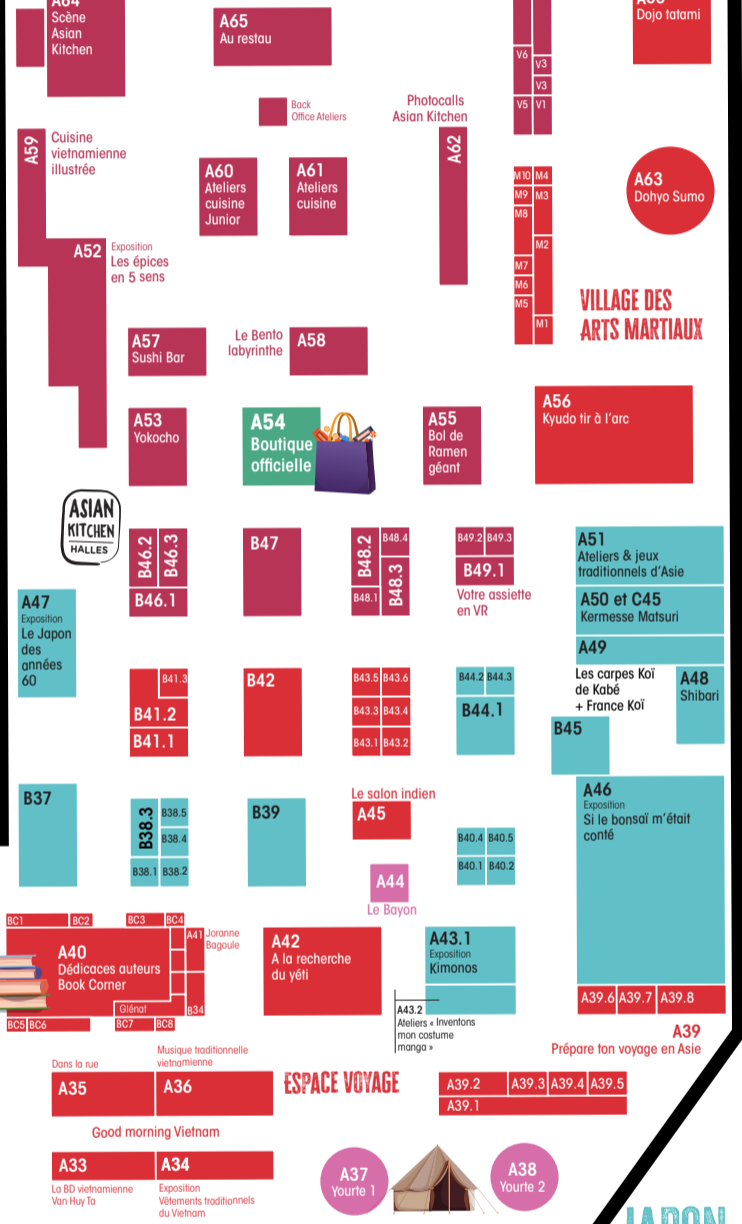 A64
Scène
Asian
Kitchen
A65
Au restau
V6
V3
V3
V5
V1
Dojo tatami
Back
Office Ateliers
Photocalls
Asian Kitchen
A62
A59
Cuisine
vietnamienne
illustrée
A60
Ateliers
cuisine
Junior
A61
Ateliers
cuisine
M10
M4
M9
M3
M8
M2
M7
M6
M5
M1
A63
Dohyo Sumo
A52
Exposition
Les épices
en 5 sens
VILLAGE DES
ARTS MARTIAUX
A57
Sushi Bar
Le Bento
labyrinthe
A58
A53
Yokocho
A54
Boutique
officielle
A55
Bol de
Ramen
géant
A56
Kyudo tir à l'arc
ASIAN
KITCHEN
HALLES
B46.2
B46.3
B46.1
B47
B48.2
B48.4
B48.3
B48.1
B49.2
B49.3
B49.1
Votre assiette
en VR
A51
Ateliers & jeux
traditionnels d'Asie
A50 et C45
Kermesse Matsuri
A49
A47
Exposition
Le Japon
des
années
60
B41.3
B41.2
B41.1
B42
B43.5
B43.6
B43.3
B43.4
B43.1
B43.2
B44.2
B44.3
B44.1
Les carpes Koï
de Kabé
+ France Koï
A48
Shibari
B45
B37
B38.3
B38.5
B38.4
B38.1
B38.2
B39
Le salon indien
A45
B40.4
B40.5
B40.1
B40.2
A46
Exposition
Si le bonsaï m'était
conté
A44
Le Bayon
BC1
BC2
BC3
BC4
A40
Dédicaces auteurs
Book Corner
A41
Joranne
Bagoule
Glénat
B34
BC5
BC6
BC7
BC8
A42
A la recherche
du yéti
A43.1
Exposition
Kimonos
A43.2
Ateliers « Inventons
mon costume
manga »
A39.6
A39.7
A39.8
A39
Prépare ton voyage en Asie
Dans la rue
Musique traditionnelle
vietnamienne
A35
A36
ESPACE VOYAGE
A39.2
A39.3
A39.4
A39.5
A39.1
Good morning Vietnam
A33
A34
La BD vietnamienne
Van Huy Ta
Exposition
Vêtements traditionnels
du Vietnam
A37
Yourte 1
A38
Yourte 2
JAPON